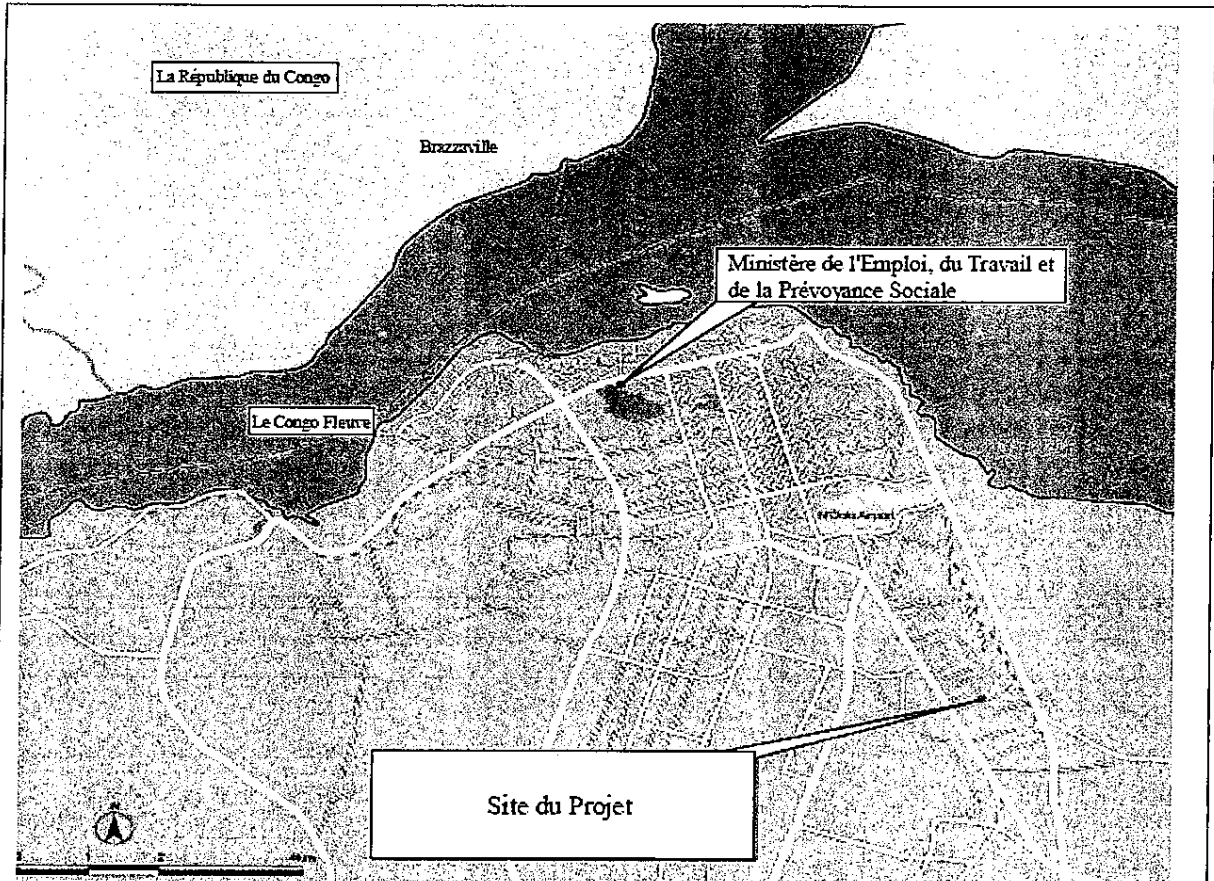 La République du Congo
Brazzaville
Ministère de l'Emploi, du Travail et
de la Prévoyance Sociale
Le Congo Fleuve
Airport
Site du Projet
N